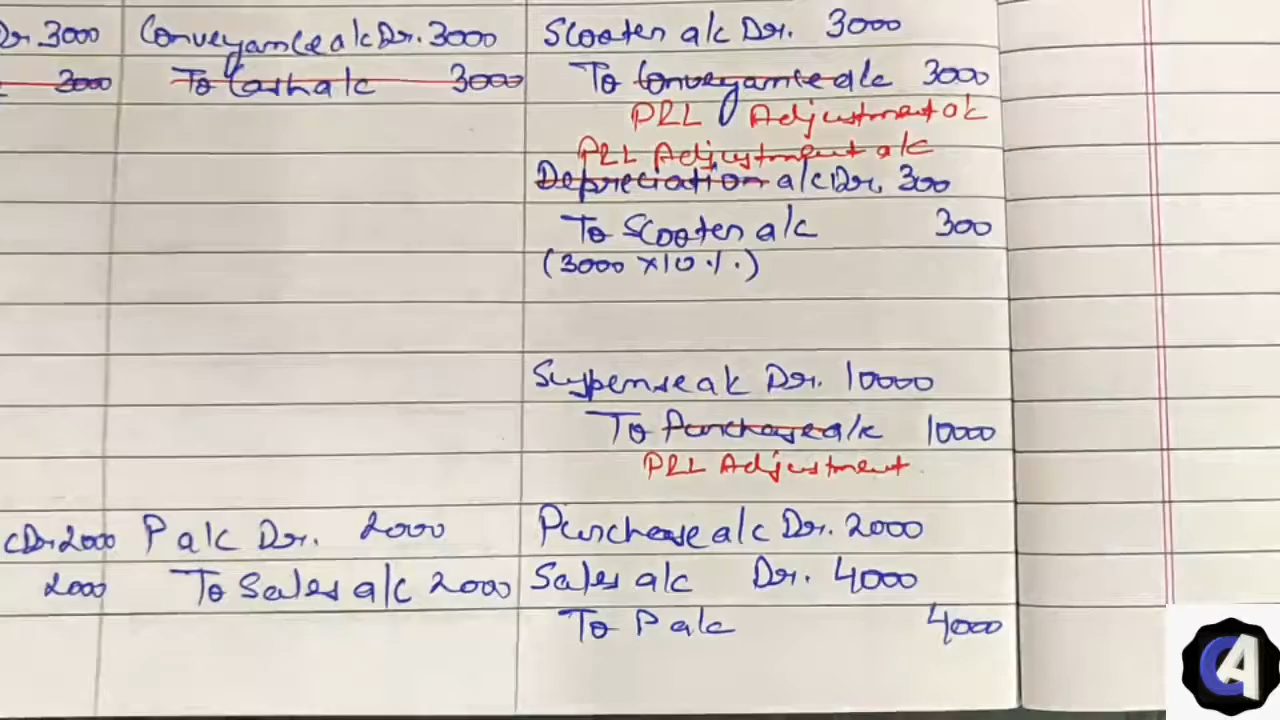 Dr. 3000 Conveyance a/c Dr. 3000 Scooter a/c Dr. 3000
3000 To Cash a/c 3000 To Conveyance a/c 3000
P&L Adjustment a/c
P&L Adjustment a/c
Depreciation a/c Dr. 300
To Scooter a/c 300
(3000 × 10 %.)
Suspense a/c Dr. 10000
To Purchase a/c 10000
P&L Adjustment
c Dr. 2000 P a/c Dr. 2000 Purchase a/c Dr. 2000
2000 To Sales a/c 2000 Sales a/c Dr. 4000
To P a/c 4000
CA